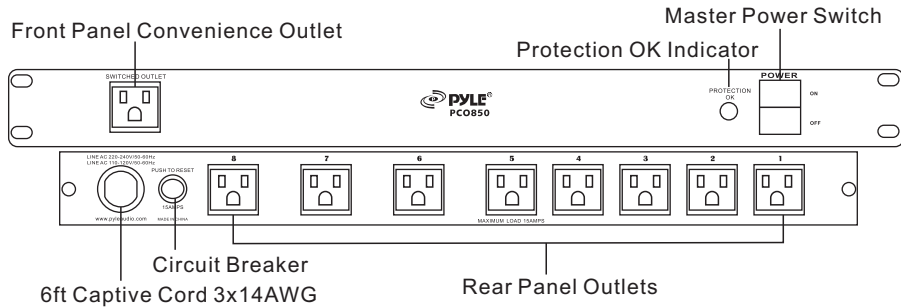 Front Panel Convenience Outlet
Master Power Switch
Protection OK Indicator
SWITCHED OUTLET
PYLE®
PCO850
PROTECTION
OK
POWER
ON
OFF
LINE AC 220-240V/50-60Hz
LINE AC 110-120V/50-60Hz
PUSH TO RESET
15AMPS
www.pyleaudio.com
MADE IN CHINA
8
7
6
5
4
3
2
1
MAXIMUM LOAD 15AMPS
Circuit Breaker
6ft Captive Cord 3x14AWG
Rear Panel Outlets